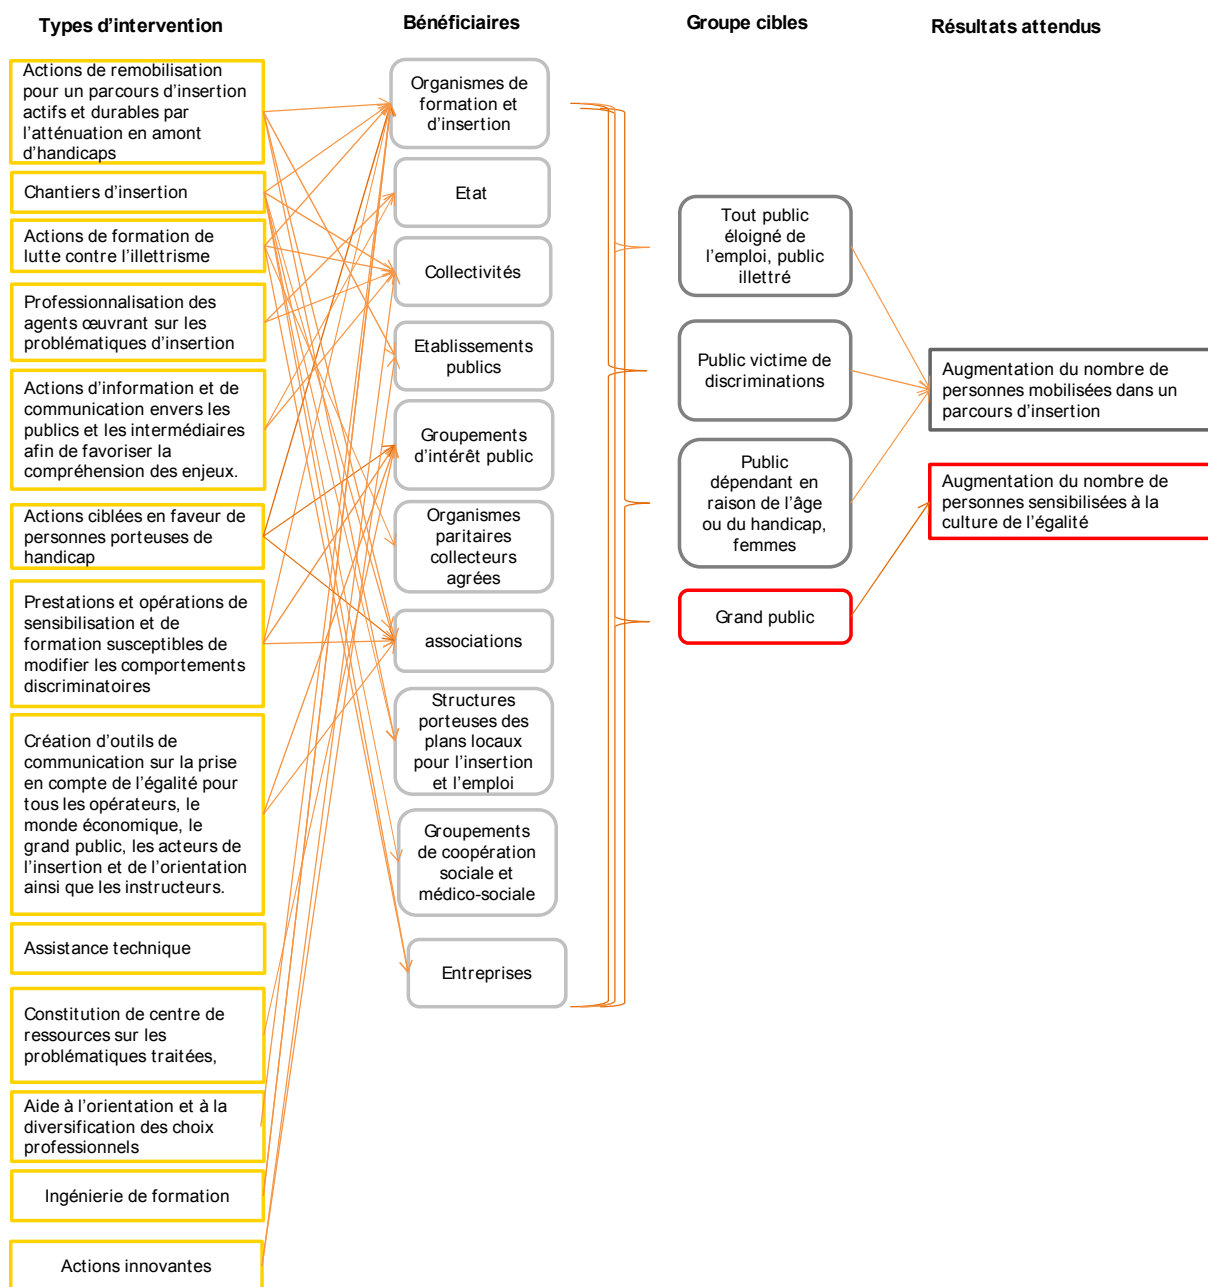 Types d’intervention
Bénéficiaires
Groupe cibles
Résultats attendus
Actions de remobilisation
pour un parcours d’insertion
actifs et durables par
l’atténuation en amont
d’handicaps
Chantiers d’insertion
Actions de formation de
lutte contre l’illettrisme
Professionnalisation des
agents œuvrant sur les
problématiques d’insertion
Actions d’information et de
communication envers les
publics et les intermédiaires
afin de favoriser la
compréhension des enjeux.
Actions ciblées en faveur de
personnes porteuses de
handicap
Prestations et opérations de
sensibilisation et de
formation susceptibles de
modifier les comportements
discriminatoires
Création d’outils de
communication sur la prise
en compte de l’égalité pour
tous les opérateurs, le
monde économique, le
grand public, les acteurs de
l’insertion et de l’orientation
ainsi que les instructeurs.
Assistance technique
Constitution de centre de
ressources sur les
problématiques traitées,
Aide à l’orientation et à la
diversification des choix
professionnels
Ingénierie de formation
Actions innovantes
Organismes de
formation et
d’insertion
Etat
Collectivités
Etablissements
publics
Groupements
d’intérêt public
Organismes
paritaires
collecteurs
agrées
associations
Structures
porteuses des
plans locaux
pour l’insertion
et l’emploi
Groupements
de coopération
sociale et
médico-sociale
Entreprises
Tout public
éloigné de
l’emploi, public
illettré
Public victime de
discriminations
Public
dépendant en
raison de l’âge
ou du handicap,
femmes
Grand public
Augmentation du nombre de
personnes mobilisées dans un
parcours d’insertion
Augmentation du nombre de
personnes sensibilisées à la
culture de l’égalité